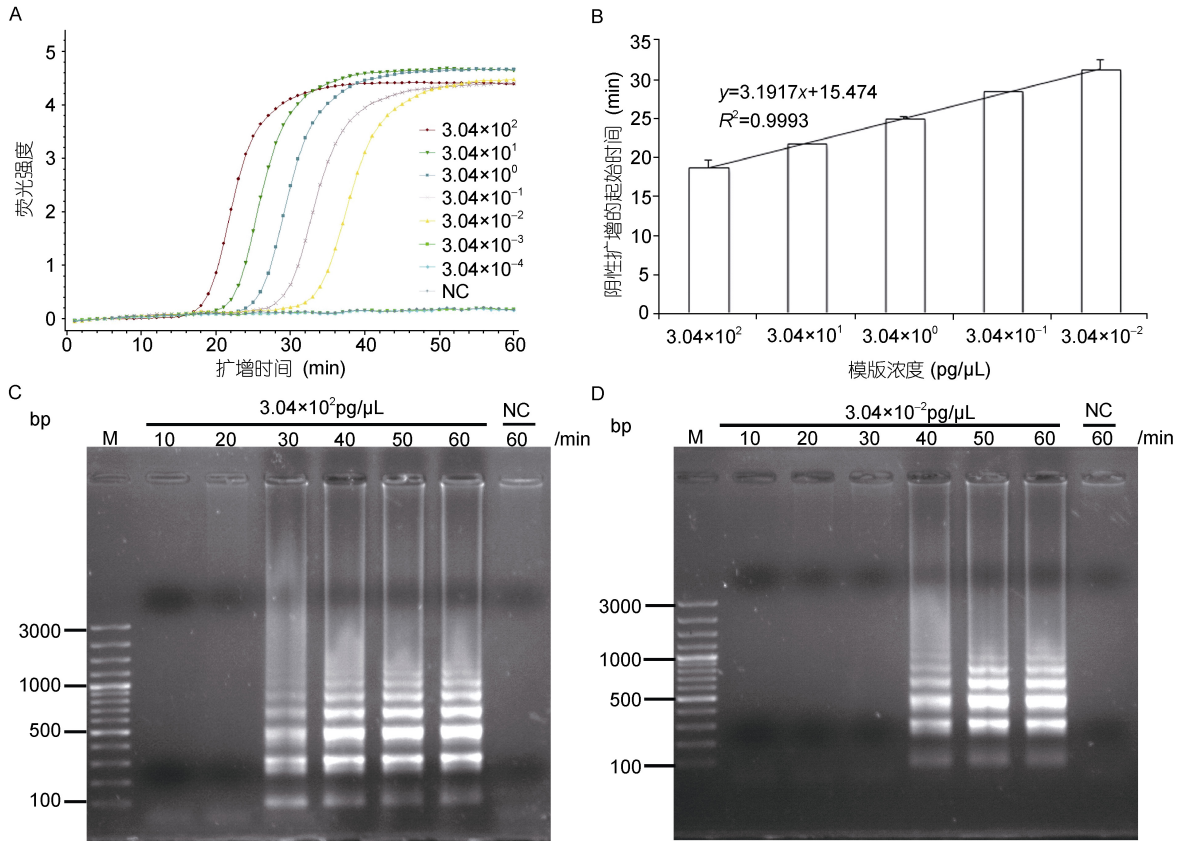 A
荧光强度
5
4
3
2
1
0
3.04×10²
3.04×10¹
3.04×10⁰
3.04×10⁻¹
3.04×10⁻²
3.04×10⁻³
3.04×10⁻⁴
NC
0 10 20 30 40 50 60
扩增时间 (min)
B
阴性扩增的起始时间 (min)
35
30
25
20
15
10
5
0
y=3.1917x+15.474
R²=0.9993
3.04×10² 3.04×10¹ 3.04×10⁰ 3.04×10⁻¹ 3.04×10⁻²
模版浓度 (pg/μL)
C
bp
3.04×10²pg/μL NC
M 10 20 30 40 50 60 60 /min
3000
1000
500
100
D
bp
3.04×10⁻²pg/μL NC
M 10 20 30 40 50 60 60 /min
3000
1000
500
100